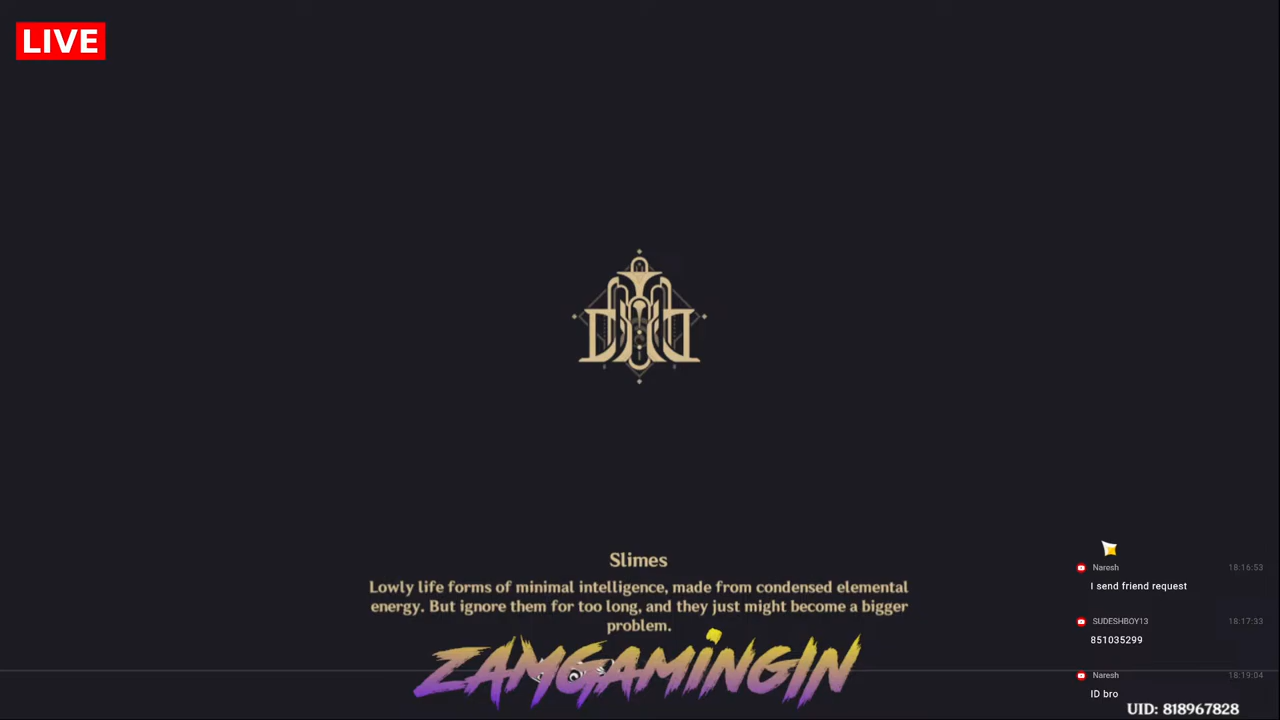 LIVE
Slimes
Lowly life forms of minimal intelligence, made from condensed elemental
energy. But ignore them for too long, and they just might become a bigger
problem.
ZAMGAMINGIN
Naresh 18:16:53
I send friend request
SUDESHBOY13 18:17:33
851035299
Naresh 18:19:04
ID bro
UID: 818967828